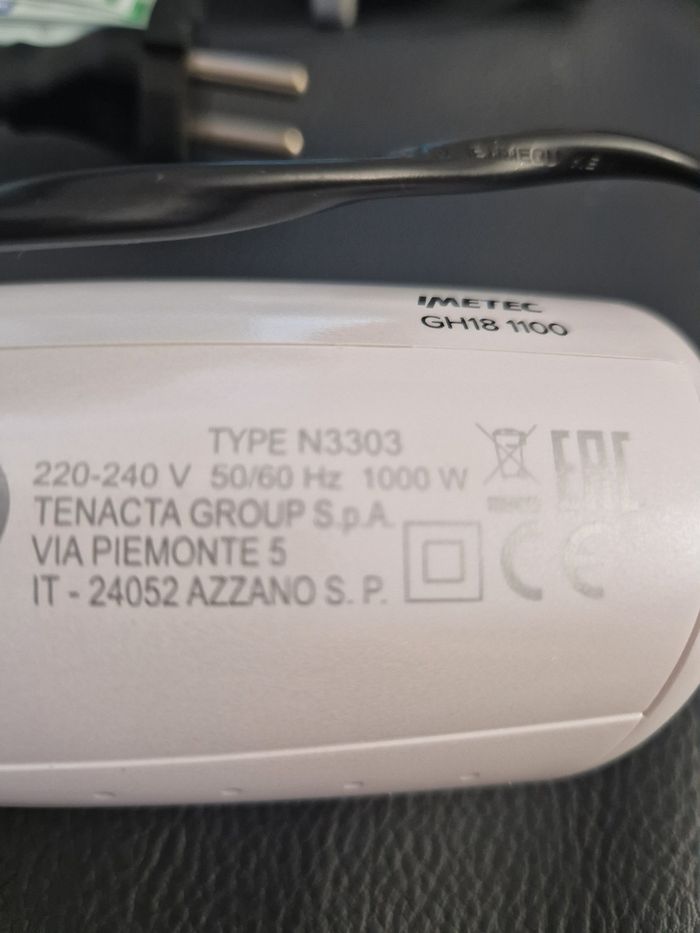 IMETEC
GH18 1100
TYPE N3303
220-240 V 50/60 Hz 1000 W
TENACTA GROUP S.p.A.
VIA PIEMONTE 5
IT - 24052 AZZANO S. P.
EAC
CE